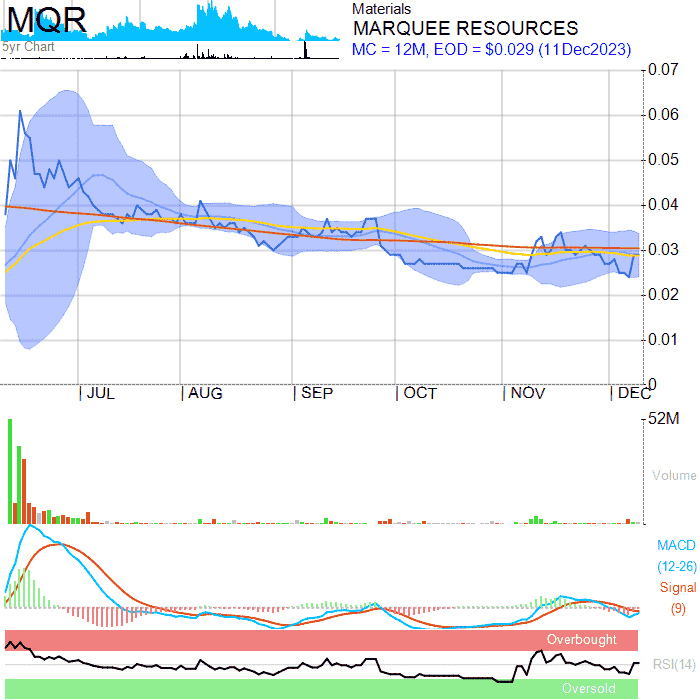 MQR
5yr Chart
Materials
MARQUEE RESOURCES
MC = 12M, EOD = $0.029 (11Dec2023)
0.07
0.06
0.05
0.04
0.03
0.02
0.01
0
JUL AUG SEP OCT NOV DEC
52M
Volume
MACD
(12-26)
Signal
(9)
Overbought
RSI(14)
Oversold